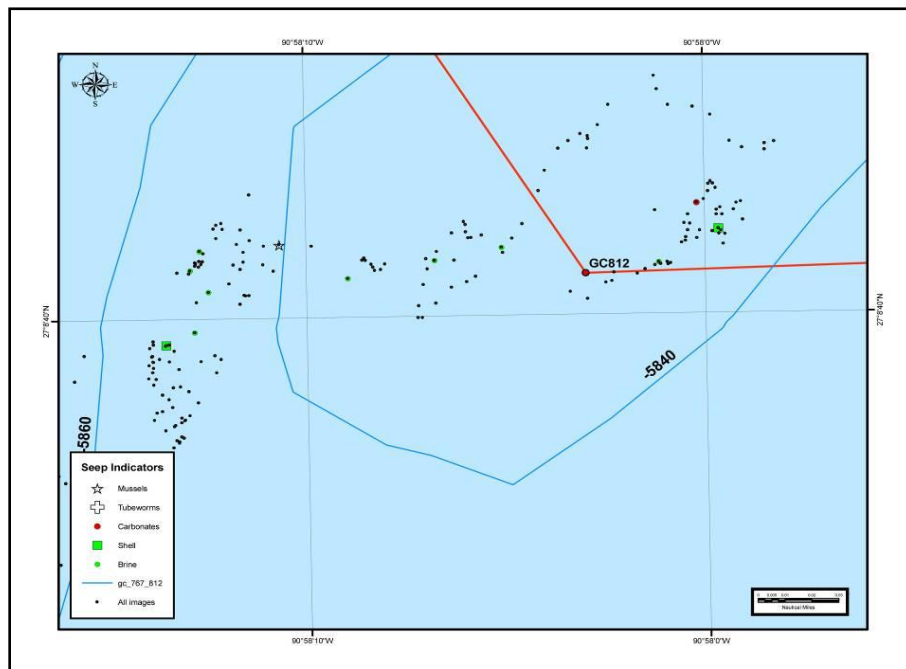 90°58'10"W
90°58'0"W
N
W E
S
GC812
27°8'40"N
27°8'40"N
-5840
-5860
Seep Indicators
Mussels
Tubeworms
Carbonates
Shell
Brine
gc_767_812
All images
Nautical Miles
90°58'10"W
90°58'0"W